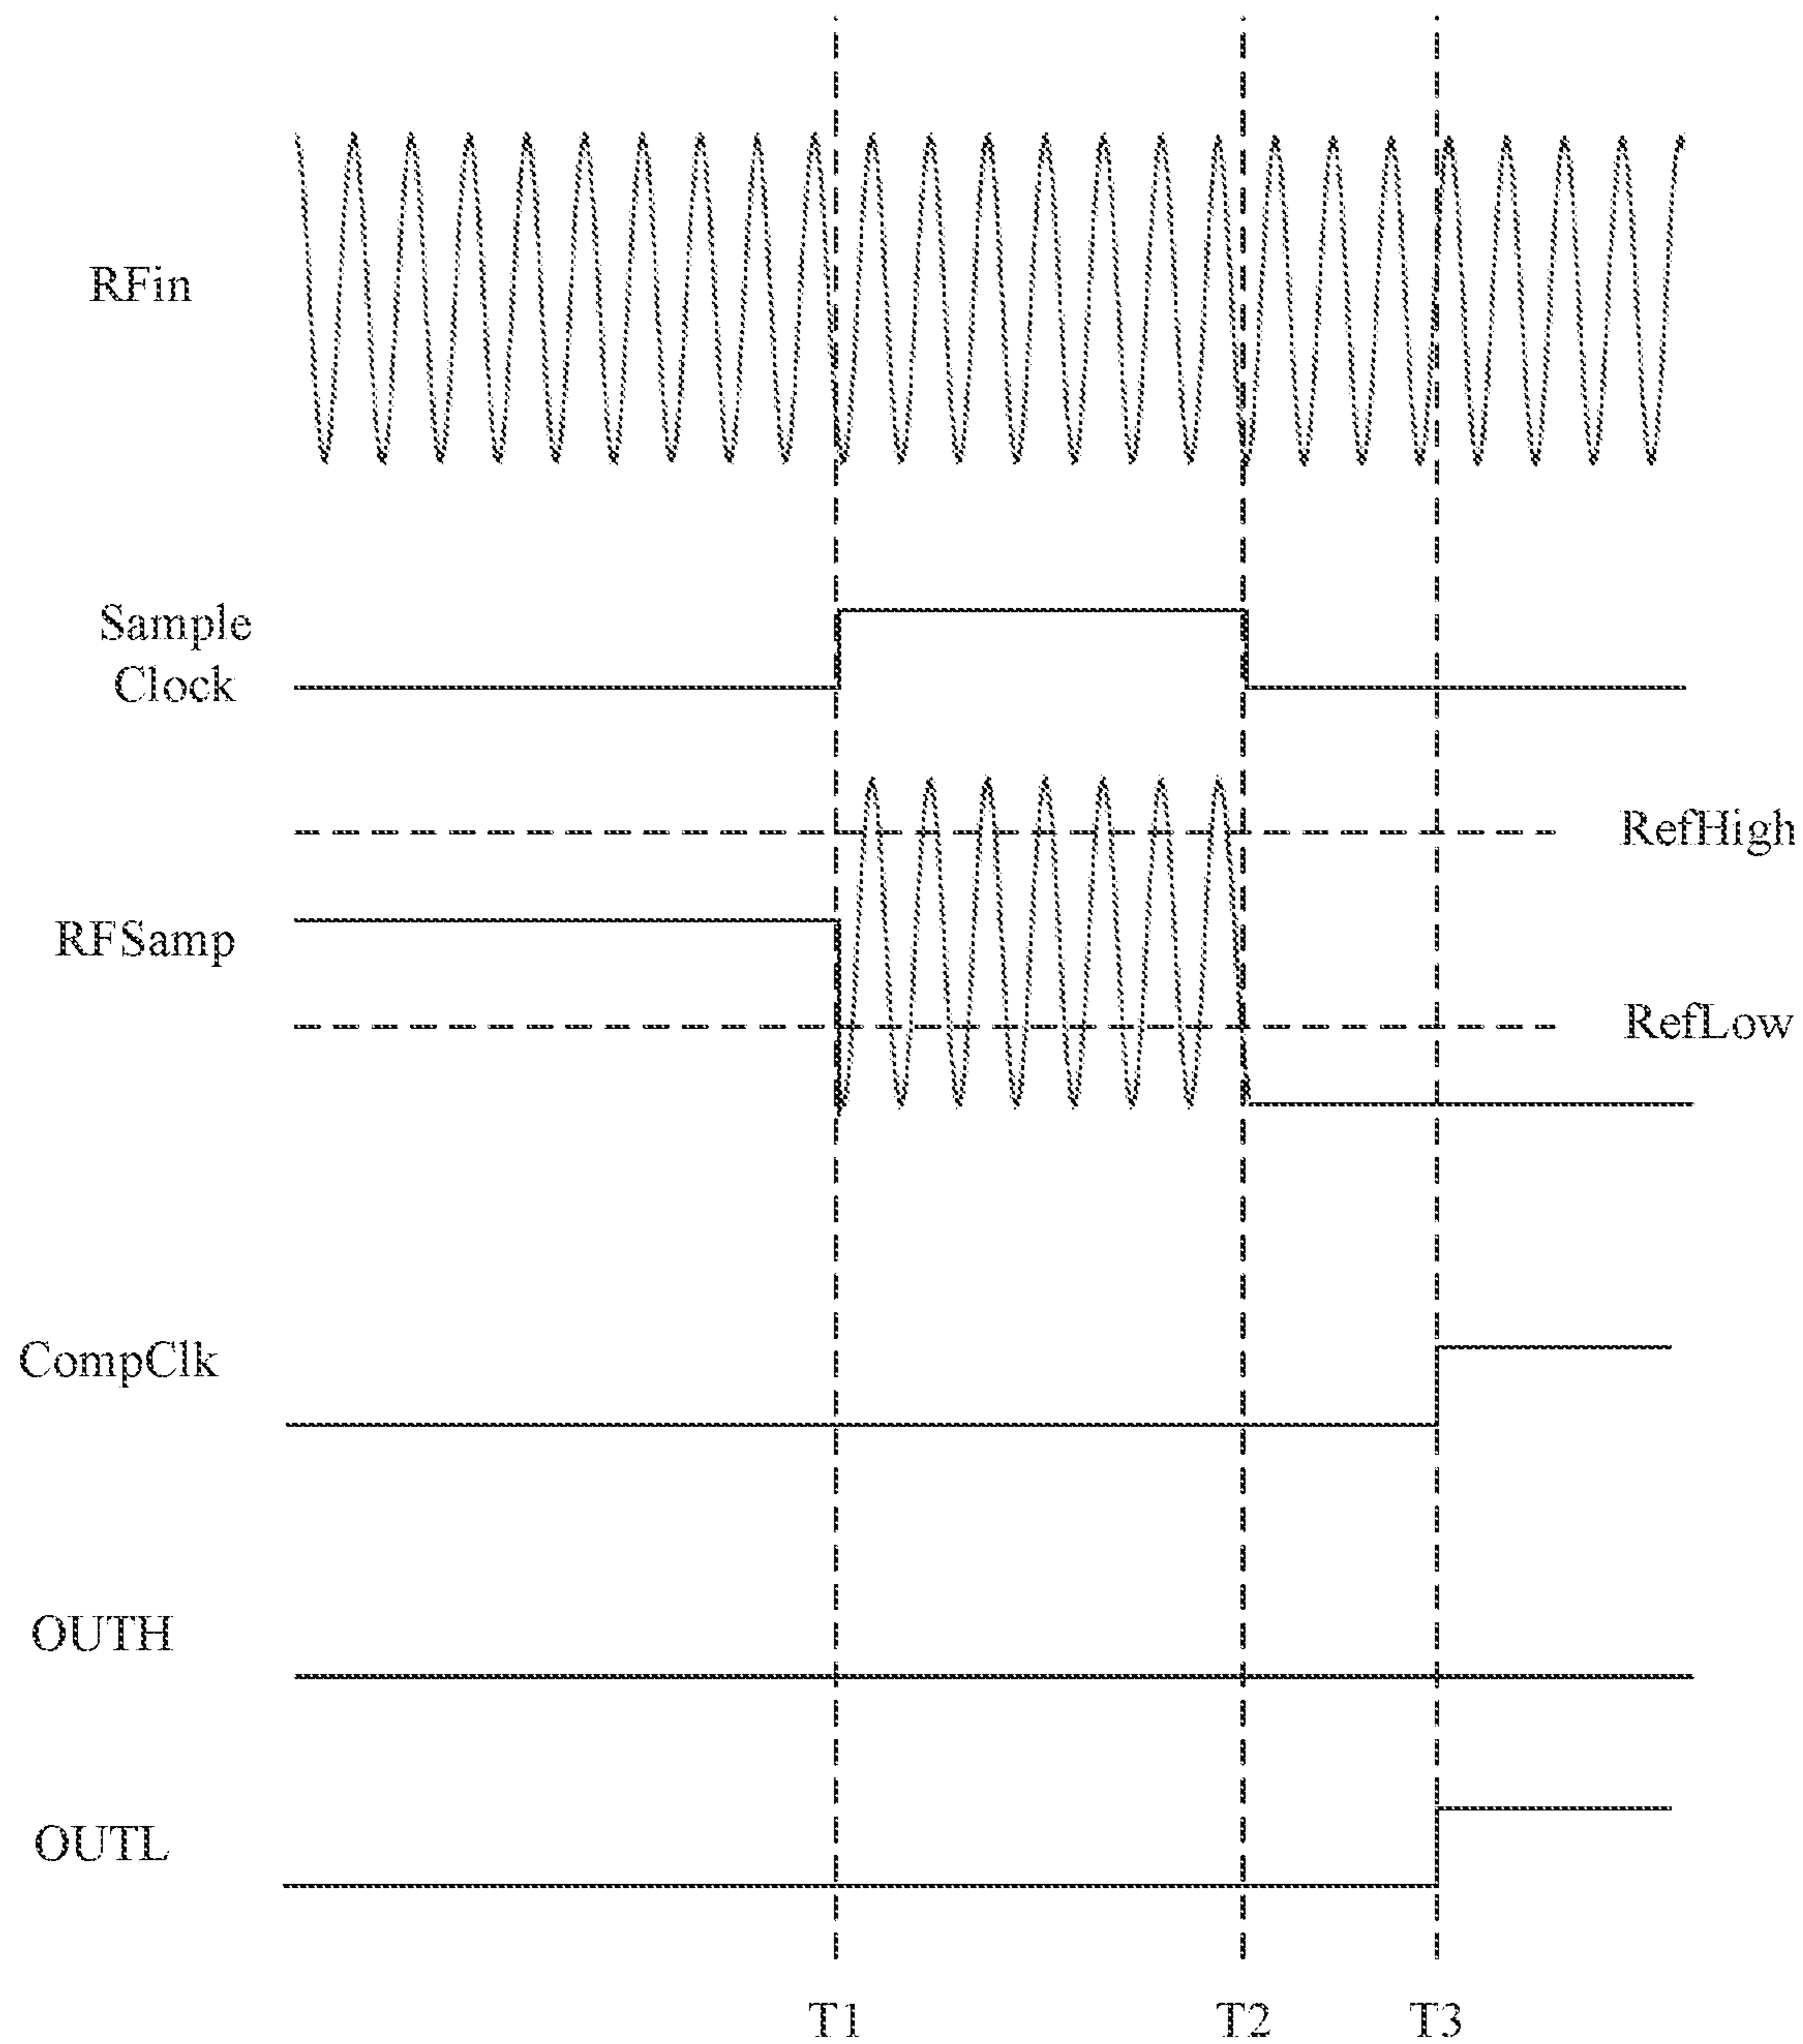 RFin
Sample
Clock
RefHigh
RFSamp
RefLow
CompClk
OUTH
OUTL
T1 T2 T3